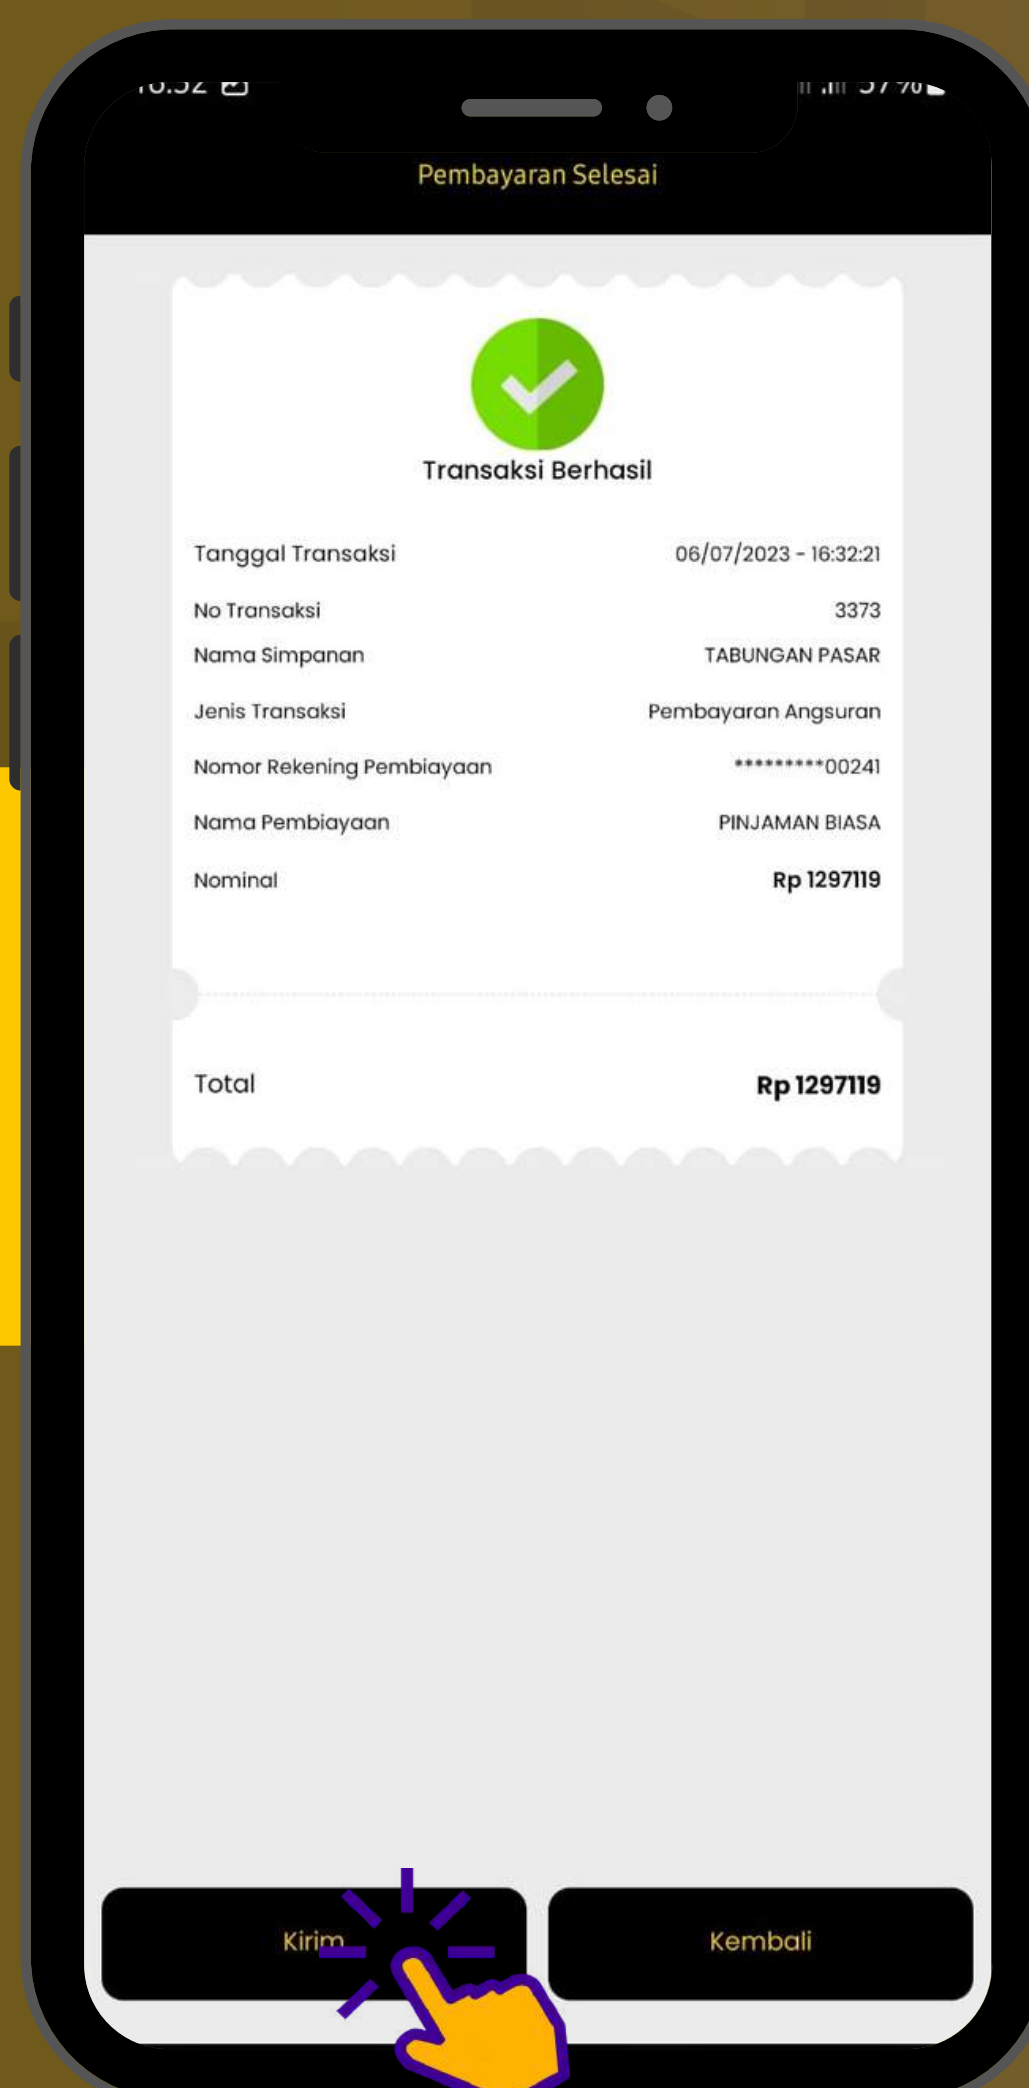 Pembayaran Selesai
Transaksi Berhasil
Tanggal Transaksi 06/07/2023 - 16:32:21
No Transaksi 3373
Nama Simpanan TABUNGAN PASAR
Jenis Transaksi Pembayaran Angsuran
Nomor Rekening Pembiayaan *********00241
Nama Pembiayaan PINJAMAN BIASA
Nominal Rp 1297119
Total Rp 1297119
Kirim Kembali